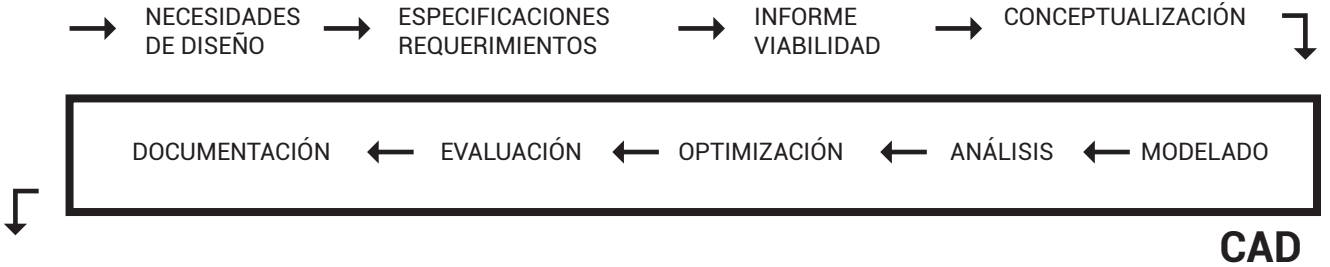 NECESIDADES
DE DISEÑO
ESPECIFICACIONES
REQUERIMIENTOS
INFORME
VIABILIDAD
CONCEPTUALIZACIÓN
DOCUMENTACIÓN
EVALUACIÓN
OPTIMIZACIÓN
ANÁLISIS
MODELADO
CAD